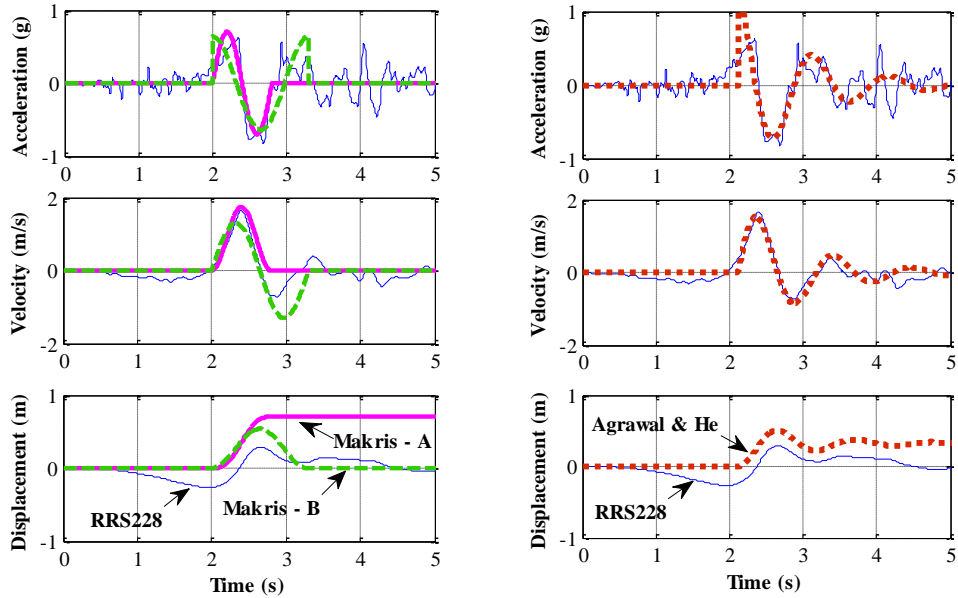 Acceleration (g)
1
0
-1
0 1 2 3 4 5
Velocity (m/s)
2
0
-2
0 1 2 3 4 5
Displacement (m)
1
0
-1
Makris - A
Makris - B
RRS228
0 1 2 3 4 5
Time (s)
Acceleration (g)
1
0
-1
0 1 2 3 4 5
Velocity (m/s)
2
0
-2
0 1 2 3 4 5
Displacement (m)
1
0
-1
Agrawal & He
RRS228
0 1 2 3 4 5
Time (s)